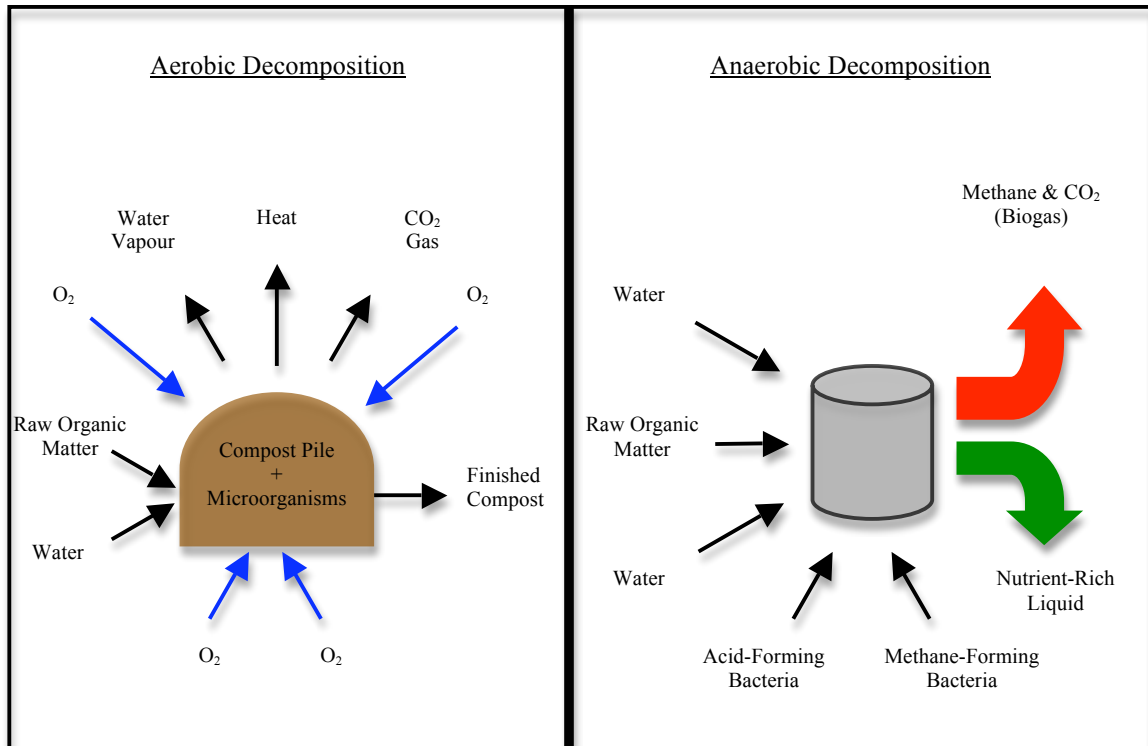 Aerobic Decomposition
Water
Vapour
Heat
CO₂
Gas
O₂
O₂
Raw Organic
Matter
Compost Pile
+
Microorganisms
Finished
Compost
Water
O₂
O₂
Anaerobic Decomposition
Methane & CO₂
(Biogas)
Water
Raw Organic
Matter
Water
Nutrient-Rich
Liquid
Acid-Forming
Bacteria
Methane-Forming
Bacteria